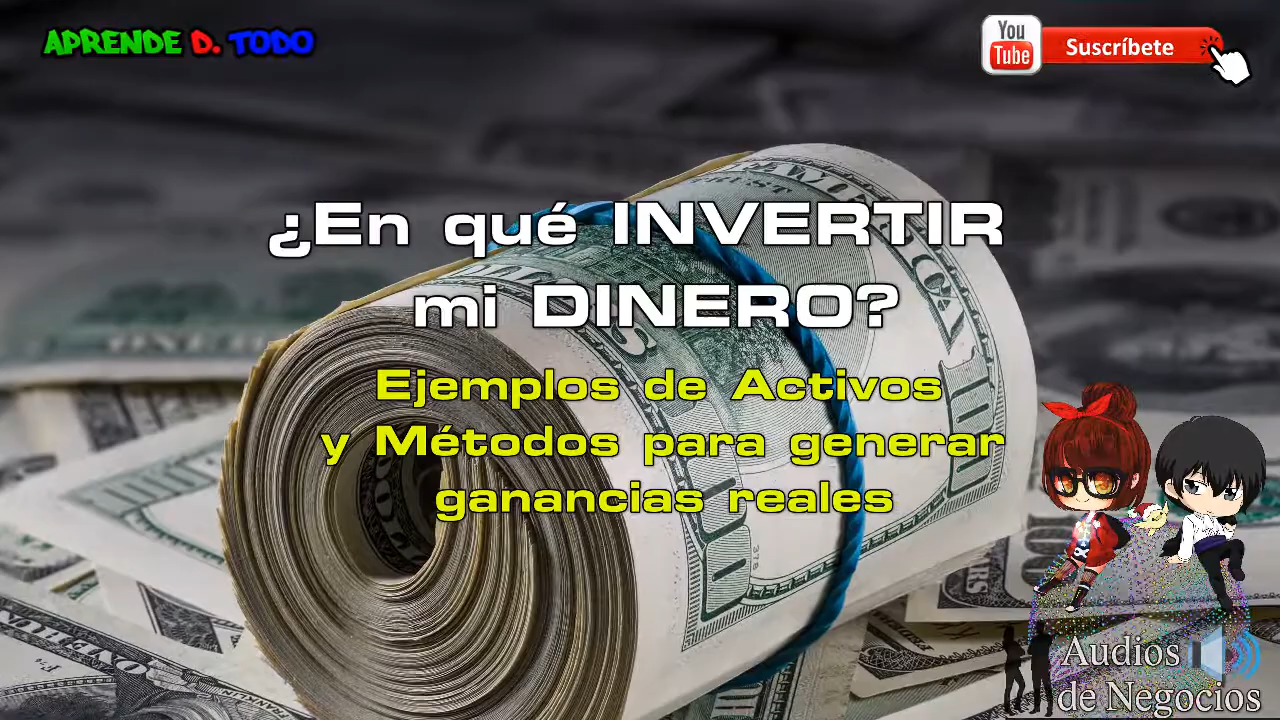 APRENDE D. TODO
You
Tube
Suscríbete
¿En qué INVERTIR
mi DINERO?
Ejemplos de Activos
y Métodos para generar
ganancias reales
Audios
de Negocios